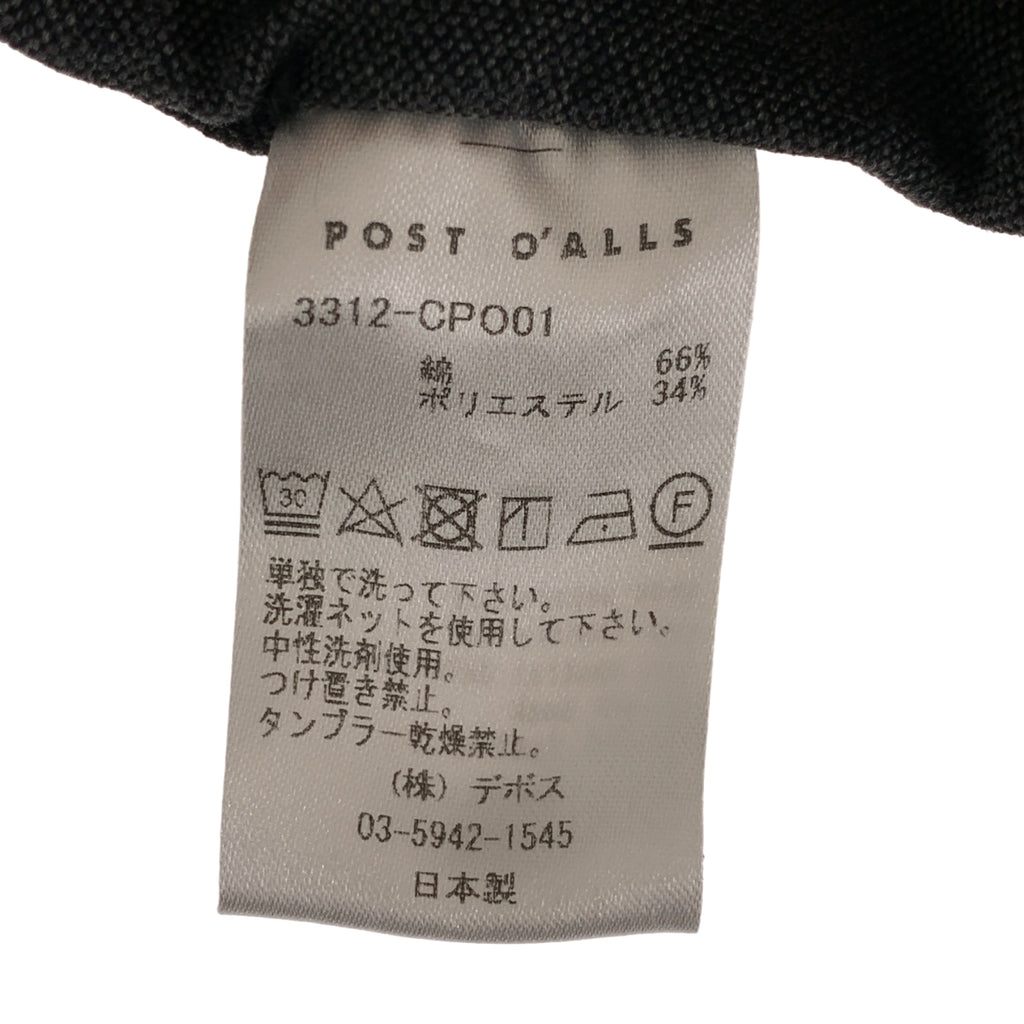 POST O'ALLS
3312-CPO01
綿 66%
ポリエステル 34%
30 F
単独で洗って下さい。
洗濯ネットを使用して下さい。
中性洗剤使用。
つけ置き禁止。
タンブラー乾燥禁止。
(株) デボス
03-5942-1545
日本製